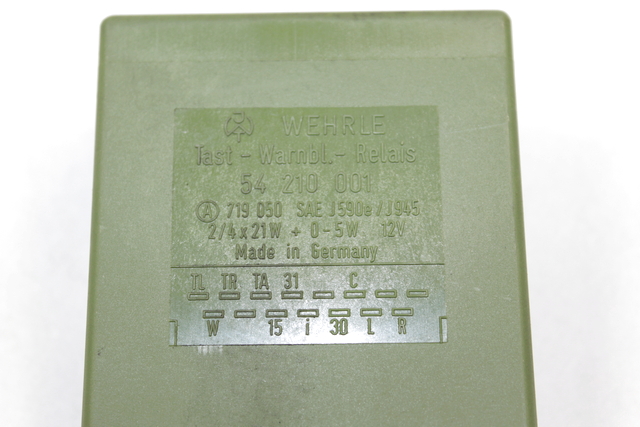 WEHRLE
Tast - Warnbl. - Relais
54 210 001
A 719 050 SAE J590e/J945
2/4 x 21W + 0-5W 12V
Made in Germany
TL TR TA 31 C
W 15 i 30 L R